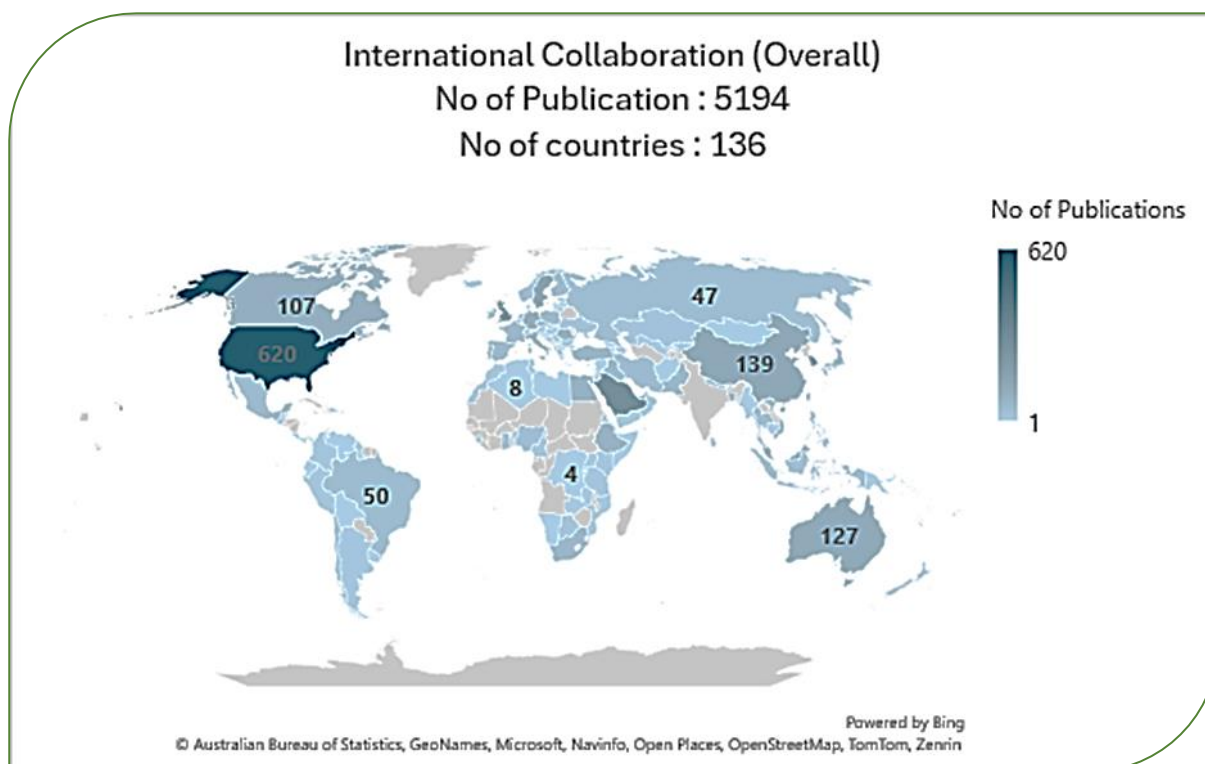 International Collaboration (Overall)
No of Publication : 5194
No of countries : 136
No of Publications
620
1
107
620
47
139
8
4
50
127
Powered by Bing
© Australian Bureau of Statistics, GeoNames, Microsoft, Navinfo, Open Places, OpenStreetMap, TomTom, Zenrin